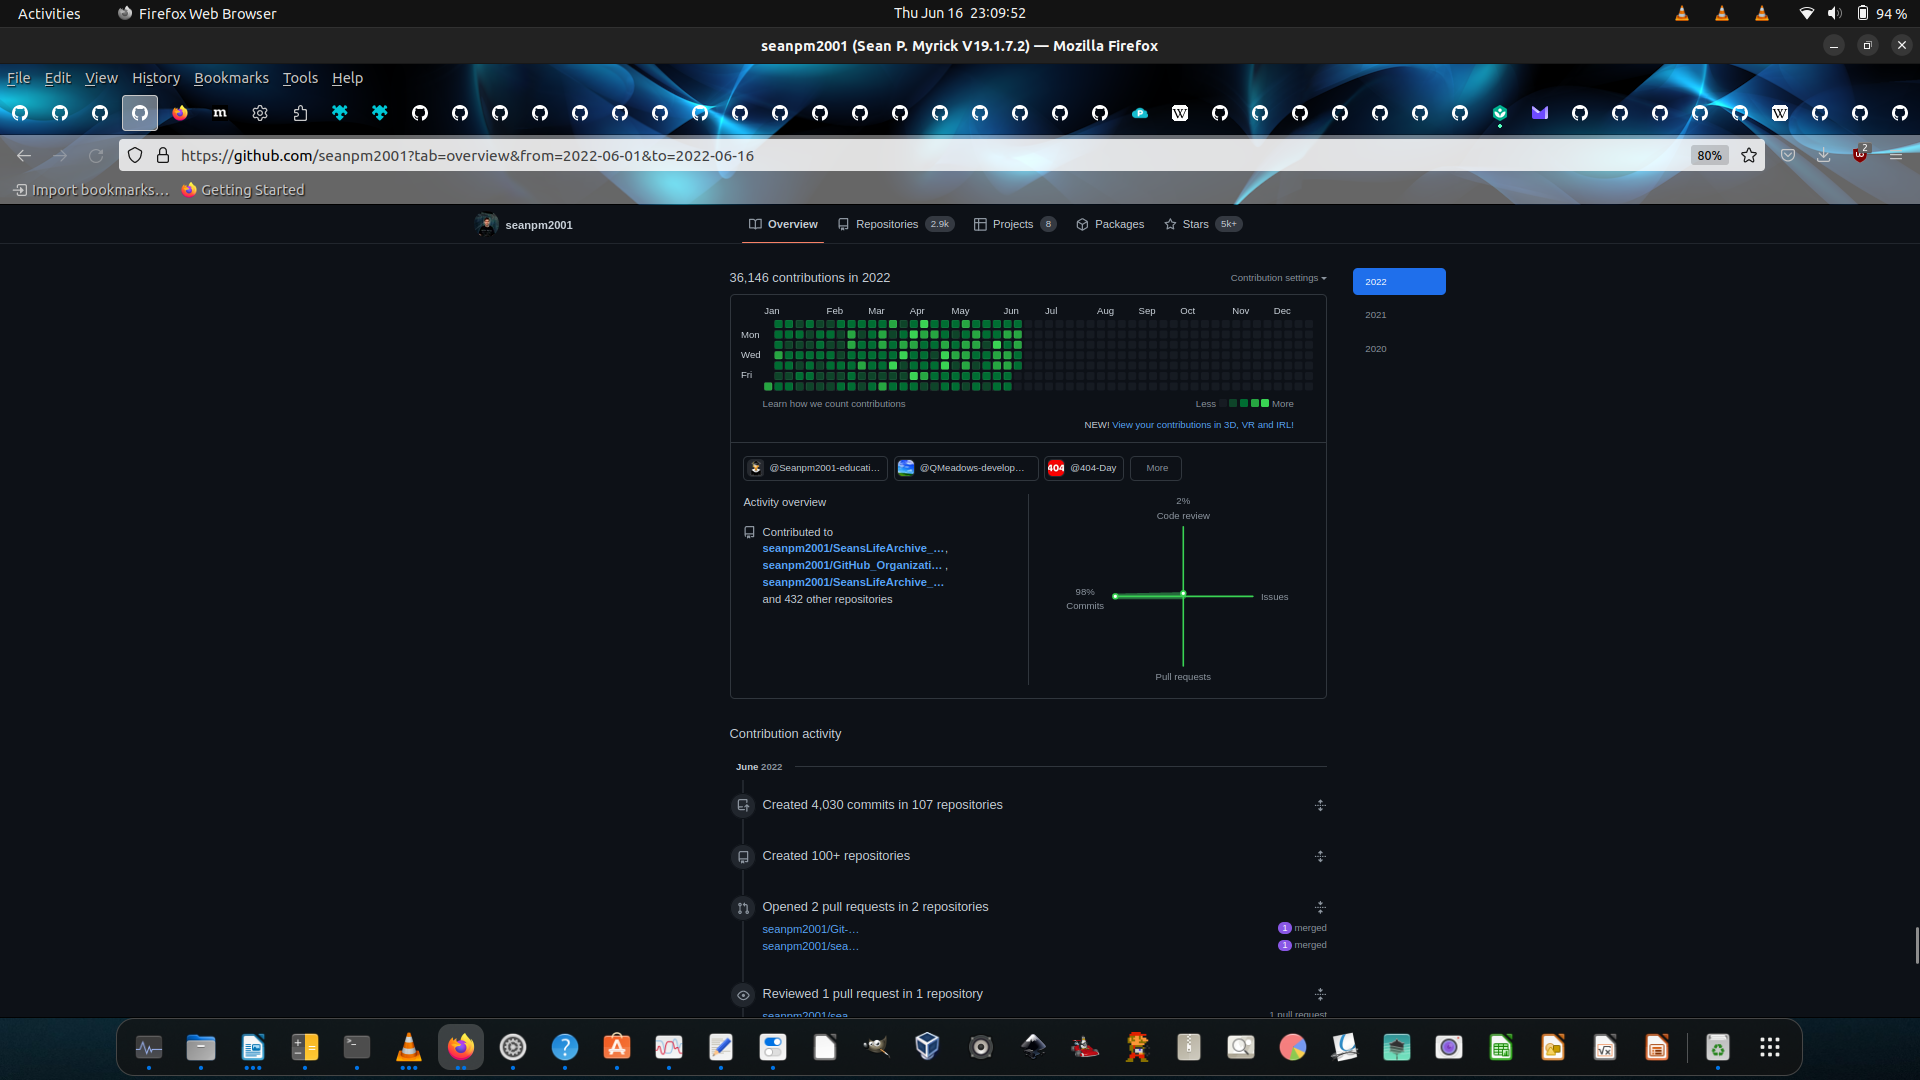 Activities
Firefox Web Browser
Thu Jun 16 23:09:52
94 %
seanpm2001 (Sean P. Myrick V19.1.7.2) — Mozilla Firefox
File Edit View History Bookmarks Tools Help
m
P
W
W
https://github.com/seanpm2001?tab=overview&from=2022-06-01&to=2022-06-16
80%
2
Import bookmarks…
Getting Started
seanpm2001
Overview
Repositories 2.9k
Projects 8
Packages
Stars 5k+
36,146 contributions in 2022
Contribution settings
2022
2021
2020
Jan Feb Mar Apr May Jun Jul Aug Sep Oct Nov Dec
Mon
Wed
Fri
Learn how we count contributions
Less More
NEW! View your contributions in 3D, VR and IRL!
@Seanpm2001-educati…
@QMeadows-develop…
404 @404-Day
More
Activity overview
Contributed to
seanpm2001/SeansLifeArchive_…,
seanpm2001/GitHub_Organizati… ,
seanpm2001/SeansLifeArchive_…
and 432 other repositories
2%
Code review
98%
Commits
Issues
Pull requests
Contribution activity
June 2022
Created 4,030 commits in 107 repositories
Created 100+ repositories
Opened 2 pull requests in 2 repositories
seanpm2001/Git-…
1 merged
seanpm2001/sea…
1 merged
Reviewed 1 pull request in 1 repository
seanpm2001/sea…
1 pull request